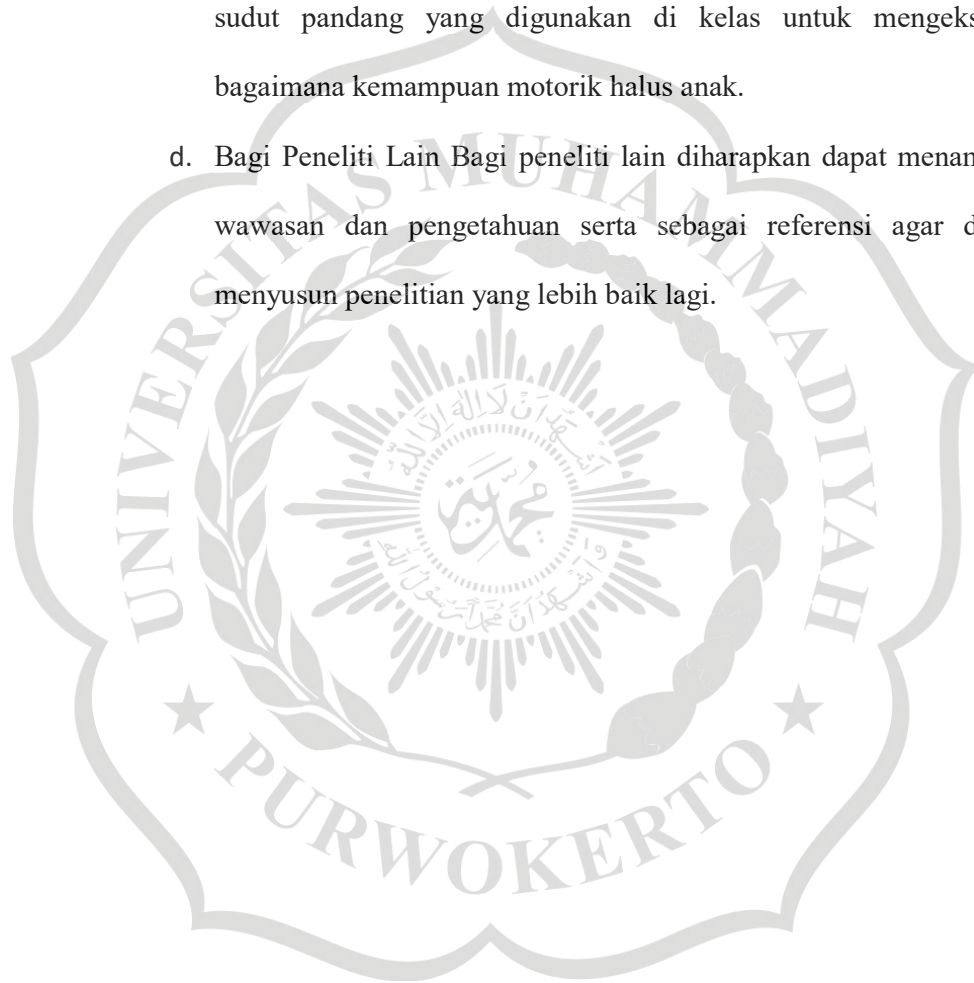 sudut pandang yang digunakan di kelas untuk mengeks
bagaimana kemampuan motorik halus anak.
d. Bagi Peneliti Lain Bagi peneliti lain diharapkan dapat menam
wawasan dan pengetahuan serta sebagai referensi agar d
menyusun penelitian yang lebih baik lagi.
UNIVERSITAS MUHAMMADIYAH
PURWOKERTO